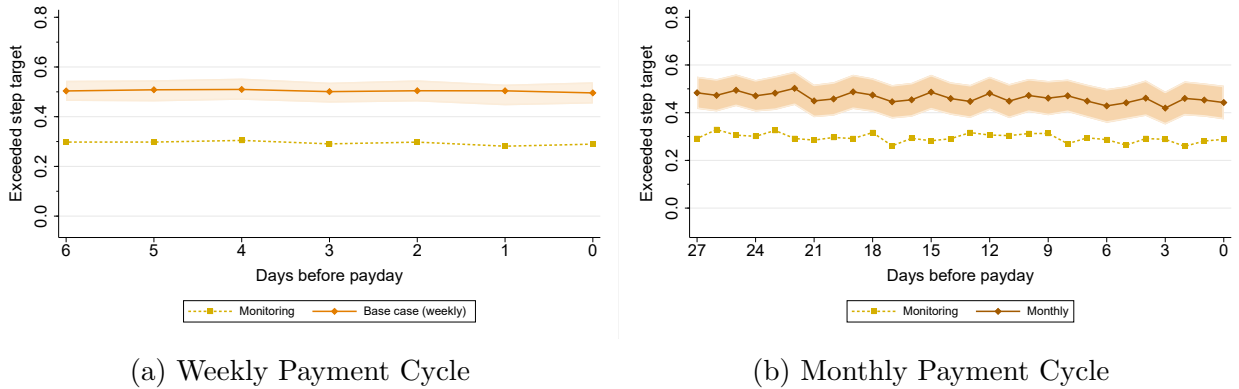 Exceeded step target
0.8
0.6
0.4
0.2
0.0
6 5 4 3 2 1 0
Days before payday
Monitoring Base case (weekly)
(a) Weekly Payment Cycle
Exceeded step target
0.8
0.6
0.4
0.2
0.0
27 24 21 18 15 12 9 6 3 0
Days before payday
Monitoring Monthly
(b) Monthly Payment Cycle